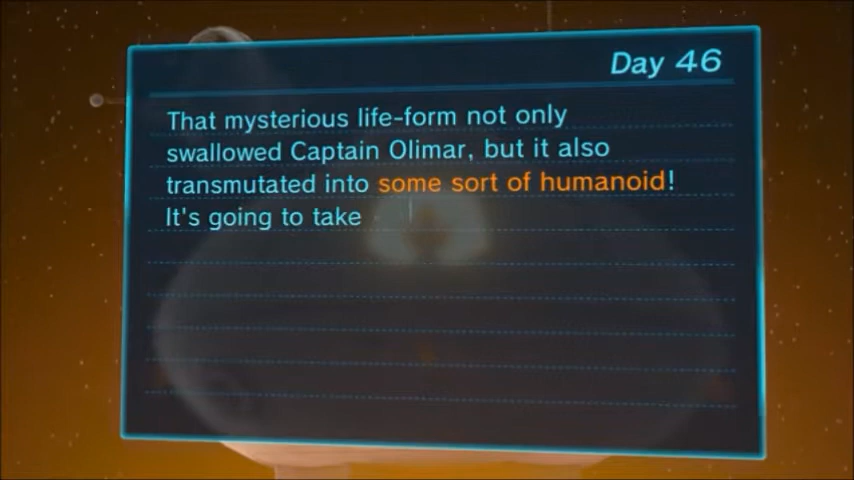 Day 46
That mysterious life-form not only
swallowed Captain Olimar, but it also
transmutated into some sort of humanoid!
It's going to take